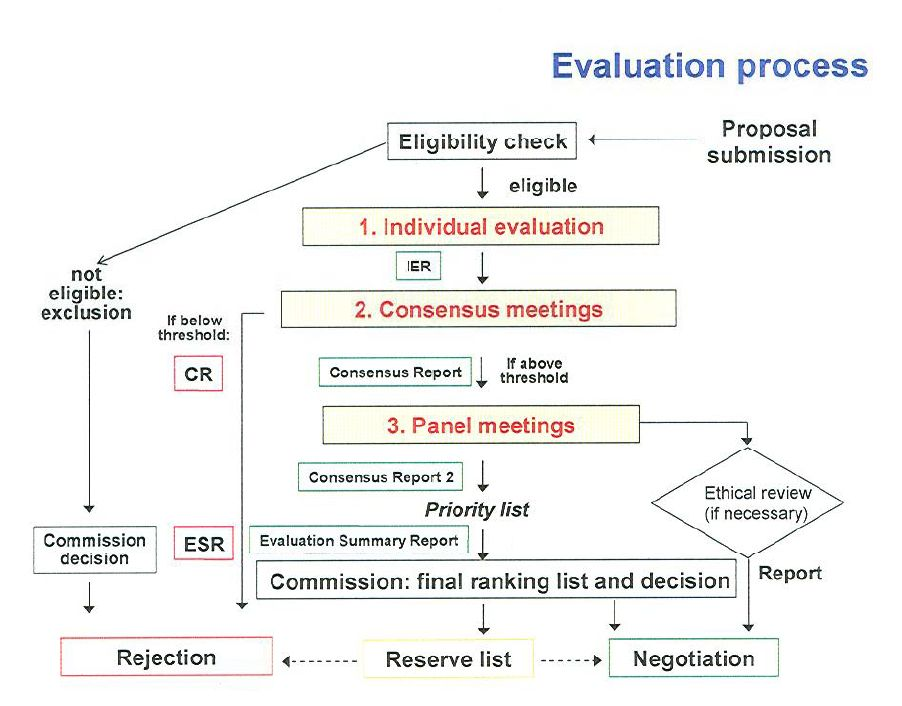 Evaluation process
Proposal
submission
Eligibility check
eligible
1. Individual evaluation
IER
not
eligible:
exclusion
2. Consensus meetings
If below
threshold:
CR
Consensus Report
If above
threshold
3. Panel meetings
Consensus Report 2
Priority list
Ethical review
(if necessary)
Commission
decision
ESR
Evaluation Summary Report
Commission: final ranking list and decision
Report
Rejection
Reserve list
Negotiation